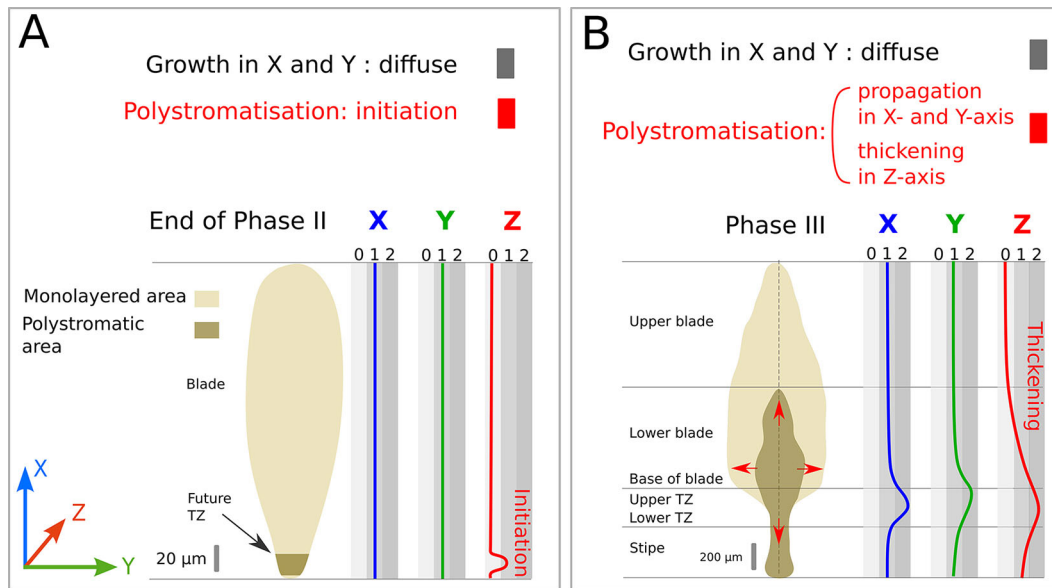 A
Growth in X and Y : diffuse
Polystromatisation: initiation
End of Phase II
X
Y
Z
0 1 2
0 1 2
0 1 2
Monolayered area
Polystromatic
area
Blade
Future
TZ
20 µm
Initiation
X
Z
Y
B
Growth in X and Y : diffuse
Polystromatisation:
propagation
in X- and Y-axis
thickening
in Z-axis
Phase III
X
Y
Z
0 1 2
0 1 2
0 1 2
Upper blade
Lower blade
Base of blade
Upper TZ
Lower TZ
Stipe
200 µm
Thickening